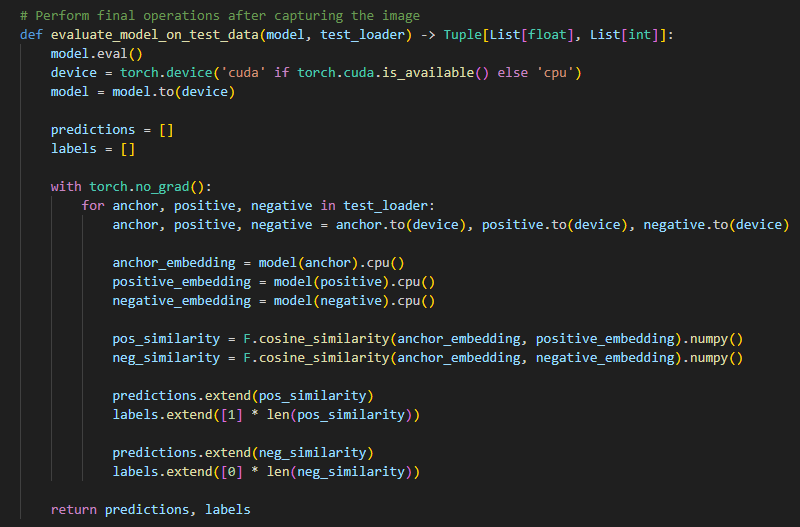 # Perform final operations after capturing the image
def evaluate_model_on_test_data(model, test_loader) -> Tuple[List[float], List[int]]:
    model.eval()
    device = torch.device('cuda' if torch.cuda.is_available() else 'cpu')
    model = model.to(device)

    predictions = []
    labels = []

    with torch.no_grad():
        for anchor, positive, negative in test_loader:
            anchor, positive, negative = anchor.to(device), positive.to(device), negative.to(device)

            anchor_embedding = model(anchor).cpu()
            positive_embedding = model(positive).cpu()
            negative_embedding = model(negative).cpu()

            pos_similarity = F.cosine_similarity(anchor_embedding, positive_embedding).numpy()
            neg_similarity = F.cosine_similarity(anchor_embedding, negative_embedding).numpy()

            predictions.extend(pos_similarity)
            labels.extend([1] * len(pos_similarity))

            predictions.extend(neg_similarity)
            labels.extend([0] * len(neg_similarity))

    return predictions, labels